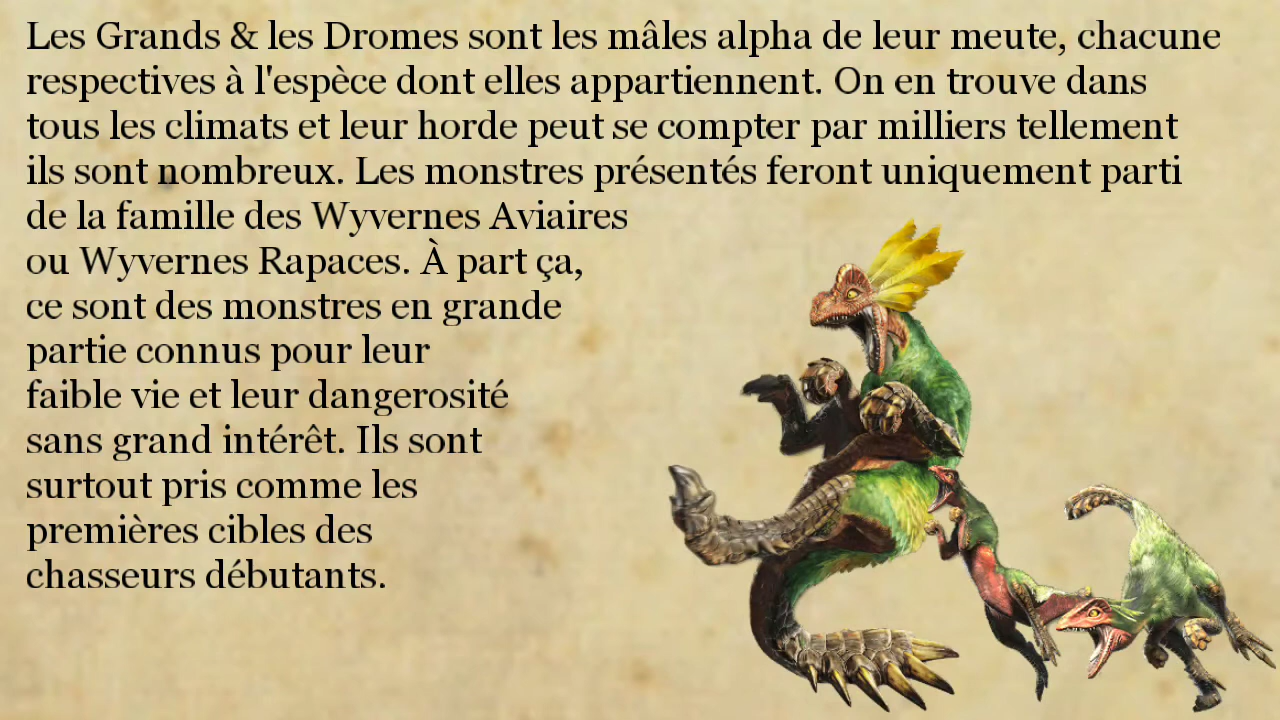 Les Grands & les Dromes sont les mâles alpha de leur meute, chacune
respectives à l'espèce dont elles appartiennent. On en trouve dans
tous les climats et leur horde peut se compter par milliers tellement
ils sont nombreux. Les monstres présentés feront uniquement parti
de la famille des Wyvernes Aviaires
ou Wyvernes Rapaces. À part ça,
ce sont des monstres en grande
partie connus pour leur
faible vie et leur dangerosité
sans grand intérêt. Ils sont
surtout pris comme les
premières cibles des
chasseurs débutants.